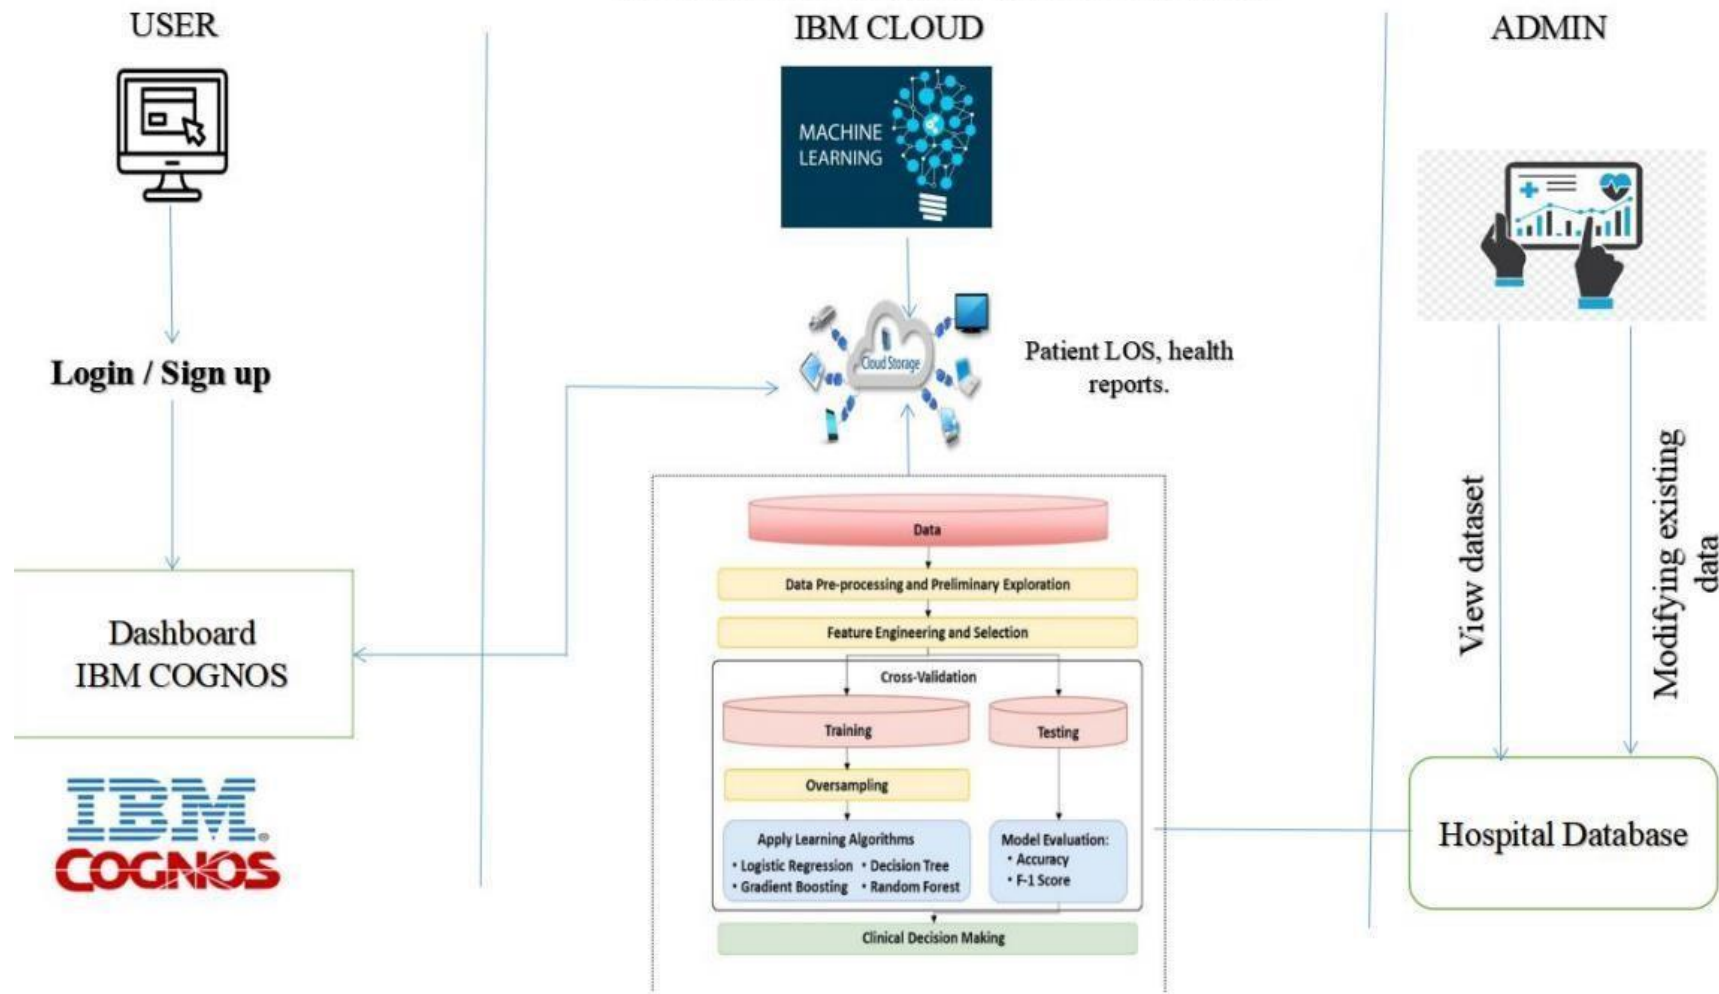 USER
Login / Sign up
Dashboard
IBM COGNOS
IBM®
COGNOS
IBM CLOUD
MACHINE
LEARNING
Cloud Storage
Patient LOS, health
reports.
Data
Data Pre-processing and Preliminary Exploration
Feature Engineering and Selection
Cross-Validation
Training
Testing
Oversampling
Apply Learning Algorithms
• Logistic Regression • Decision Tree
• Gradient Boosting • Random Forest
Model Evaluation:
• Accuracy
• F-1 Score
Clinical Decision Making
ADMIN
View dataset
Modifying existing
data
Hospital Database